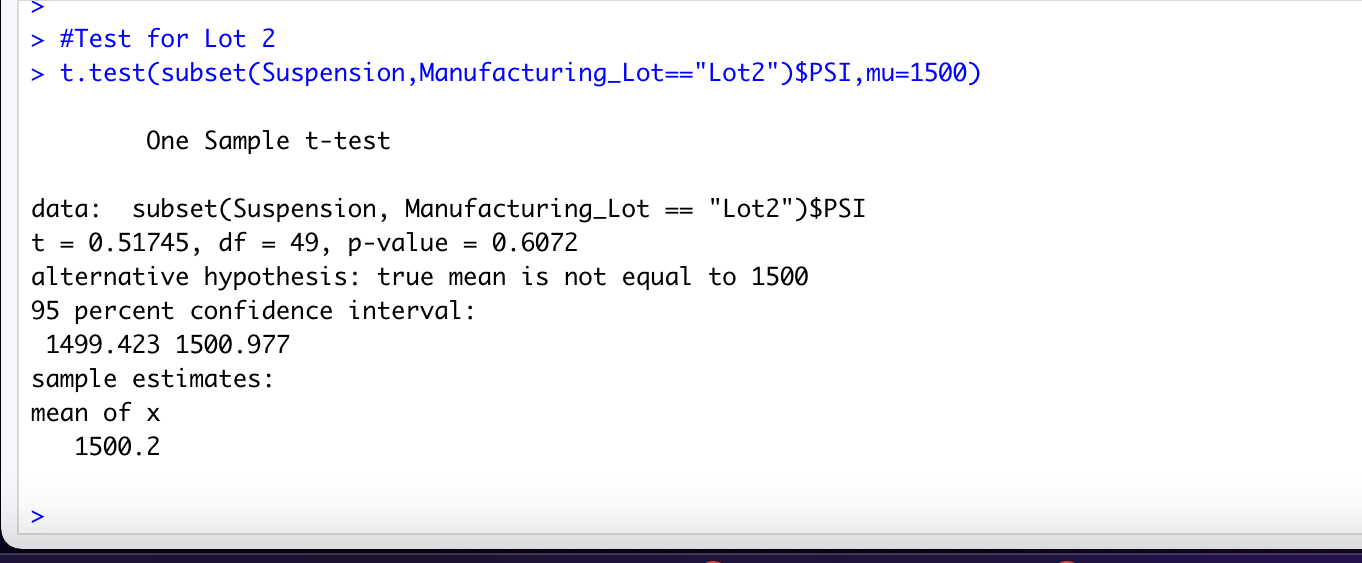 >
> #Test for Lot 2
> t.test(subset(Suspension,Manufacturing_Lot=="Lot2")$PSI,mu=1500)
One Sample t-test
data:  subset(Suspension, Manufacturing_Lot == "Lot2")$PSI
t = 0.51745, df = 49, p-value = 0.6072
alternative hypothesis: true mean is not equal to 1500
95 percent confidence interval:
 1499.423 1500.977
sample estimates:
mean of x
   1500.2
>